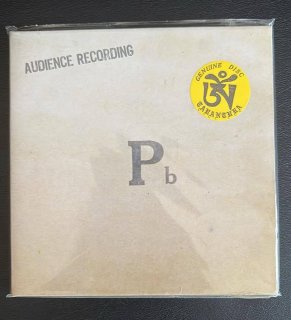 AUDIENCE RECORDING
GENUINE DISC
TARANTURA
Pb